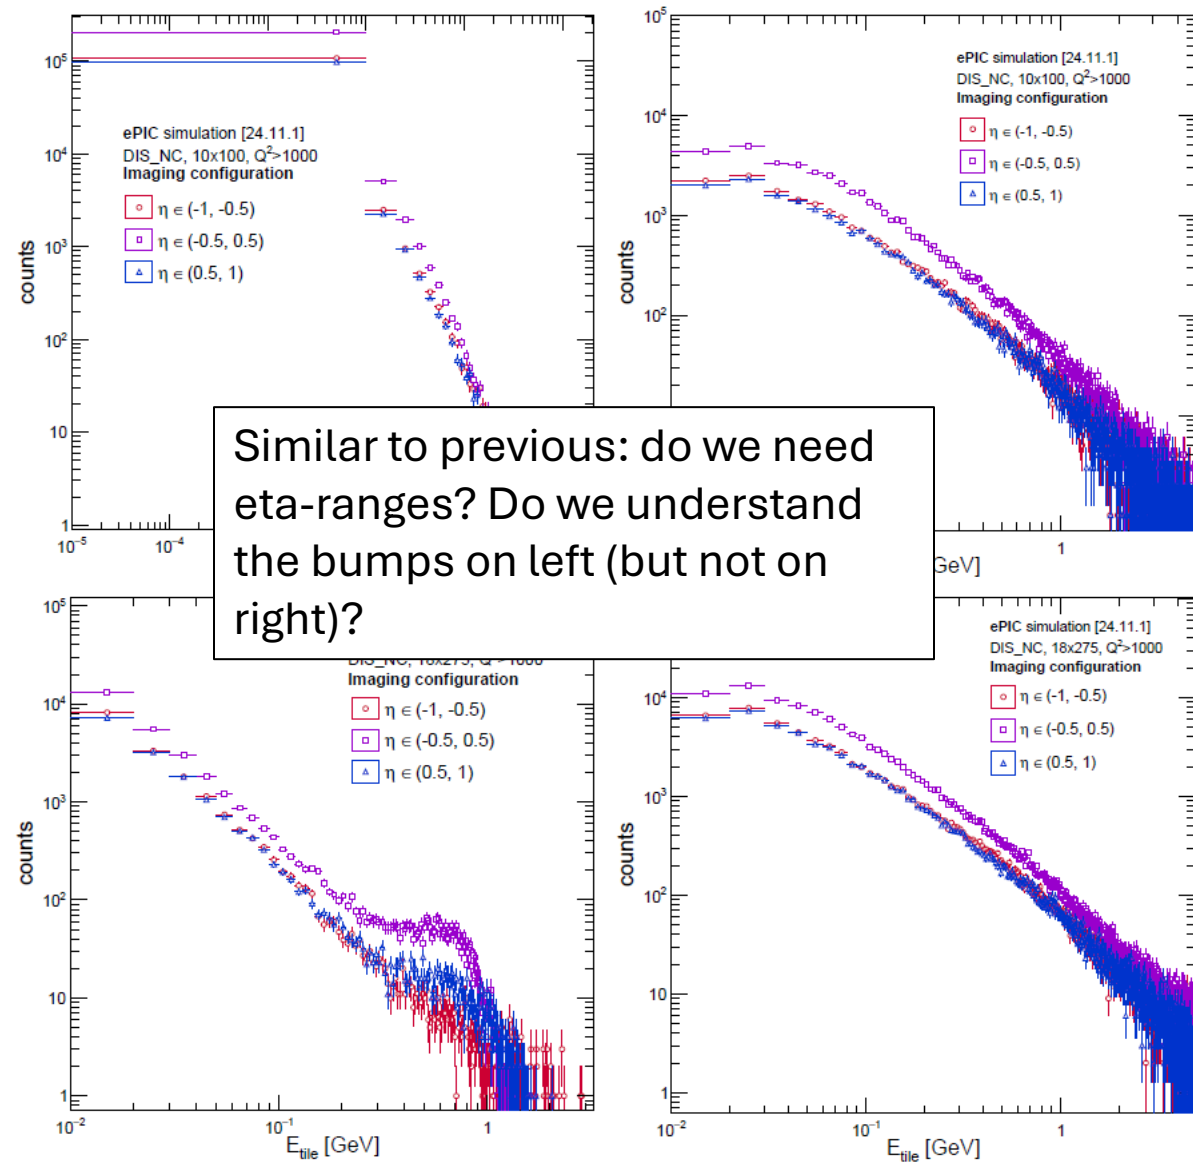 10⁵
10⁴
10³
10²
10
1
counts
ePIC simulation [24.11.1]
DIS_NC, 10x100, Q²>1000
Imaging configuration
η ∈ (-1, -0.5)
η ∈ (-0.5, 0.5)
η ∈ (0.5, 1)
10⁻⁵
10⁻⁴
10⁵
10⁴
10³
10²
counts
ePIC simulation [24.11.1]
DIS_NC, 10x100, Q²>1000
Imaging configuration
η ∈ (-1, -0.5)
η ∈ (-0.5, 0.5)
η ∈ (0.5, 1)
1
GeV]
Similar to previous: do we need
eta-ranges? Do we understand
the bumps on left (but not on
right)?
10⁵
10⁴
10³
10²
10
1
counts
DIS_NC, 18x275, Q²>1000
Imaging configuration
η ∈ (-1, -0.5)
η ∈ (-0.5, 0.5)
η ∈ (0.5, 1)
10⁻²
10⁻¹
1
E_tile [GeV]
10⁴
10³
10²
10
1
counts
ePIC simulation [24.11.1]
DIS_NC, 18x275, Q²>1000
Imaging configuration
η ∈ (-1, -0.5)
η ∈ (-0.5, 0.5)
η ∈ (0.5, 1)
10⁻²
10⁻¹
1
E_tile [GeV]